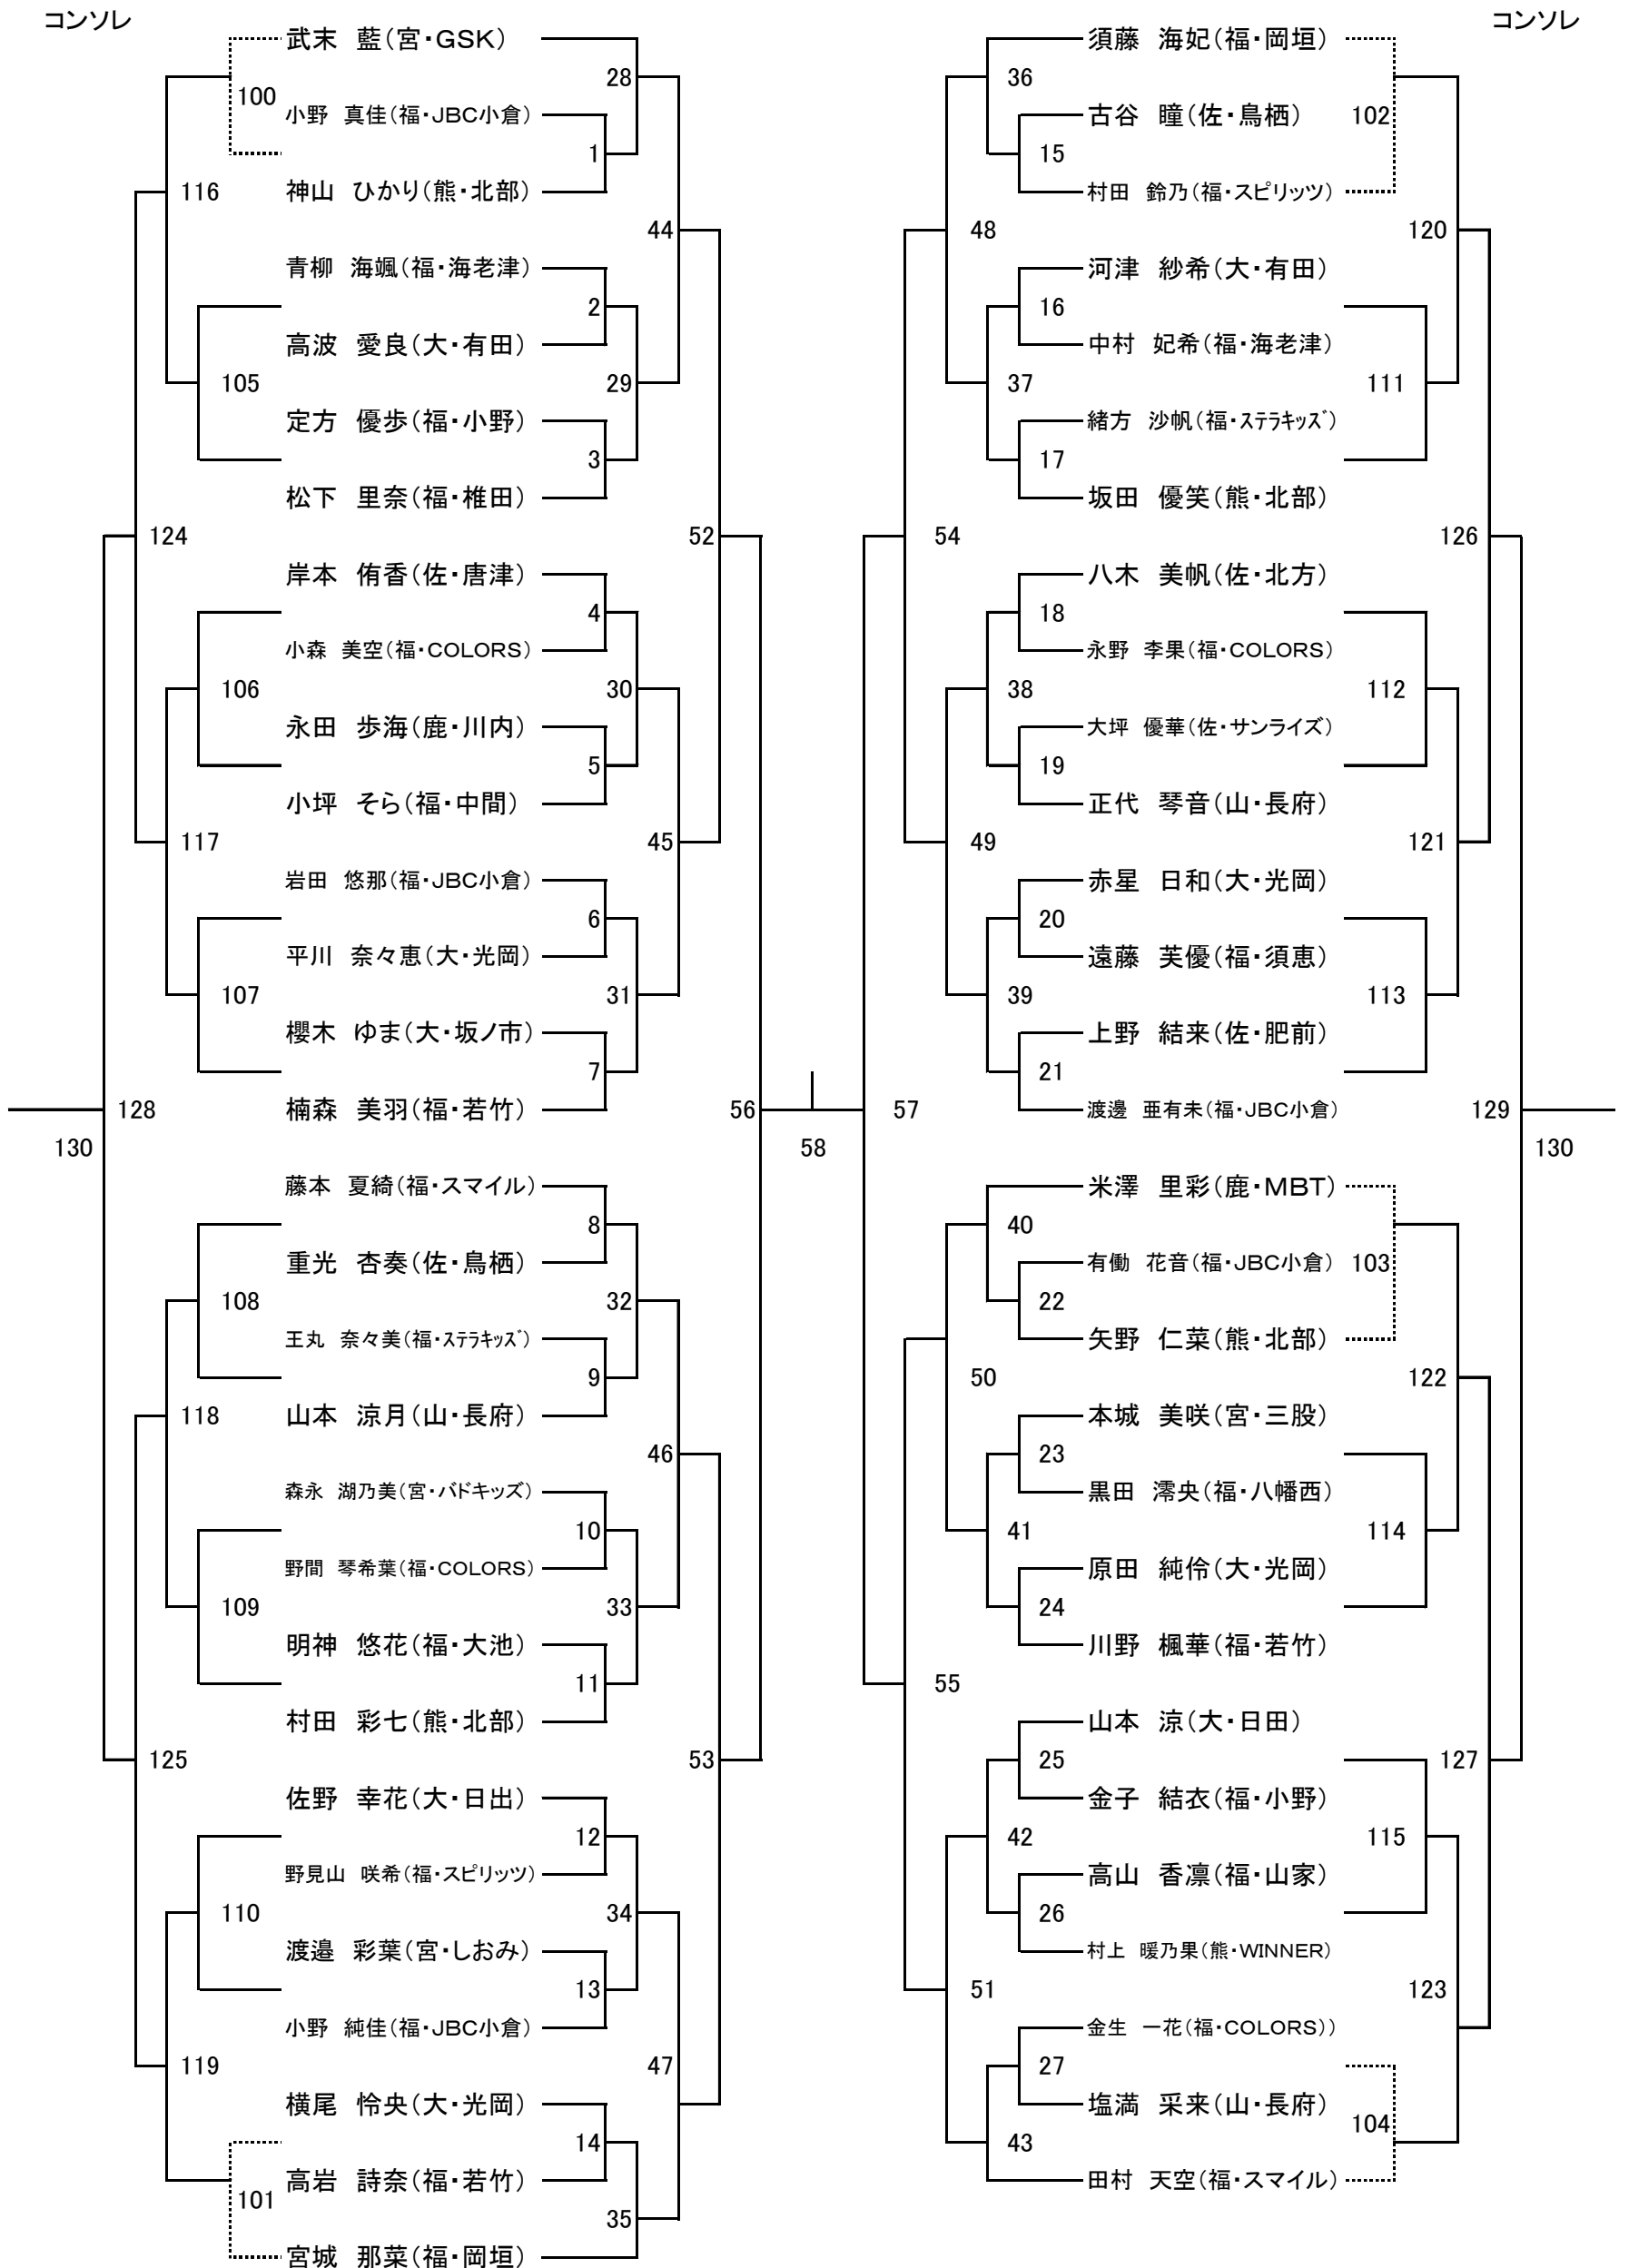 コンソレ
コンソレ
武末　藍(宮・GSK)
28
100
小野　真佳(福・JBC小倉)
1
116
神山　ひかり(熊・北部)
44
青柳　海颯(福・海老津)
2
高波　愛良(大・有田)
105
29
定方　優歩(福・小野)
3
松下　里奈(福・椎田)
124
52
岸本　侑香(佐・唐津)
4
小森　美空(福・COLORS)
106
30
永田　歩海(鹿・川内)
5
小坪　そら(福・中間)
117
45
岩田　悠那(福・JBC小倉)
6
平川　奈々恵(大・光岡)
107
31
櫻木　ゆま(大・坂ノ市)
7
128
楠森　美羽(福・若竹)
56
130
58
藤本　夏綺(福・スマイル)
8
重光　杏奏(佐・鳥栖)
108
32
王丸　奈々美(福・ステラキッズ)
9
118
山本　涼月(山・長府)
46
森永　湖乃美(宮・バドキッズ)
10
野間　琴希葉(福・COLORS)
109
33
明神　悠花(福・大池)
11
村田　彩七(熊・北部)
125
53
佐野　幸花(大・日出)
12
野見山　咲希(福・スピリッツ)
110
34
渡邉　彩葉(宮・しおみ)
13
小野　純佳(福・JBC小倉)
119
47
横尾　怜央(大・光岡)
14
高岩　詩奈(福・若竹)
101
35
宮城　那菜(福・岡垣)
須藤　海妃(福・岡垣)
36
古谷　瞳(佐・鳥栖)
102
15
村田　鈴乃(福・スピリッツ)
48
120
河津　紗希(大・有田)
16
中村　妃希(福・海老津)
37
111
緒方　沙帆(福・ステラキッズ)
17
坂田　優笑(熊・北部)
54
126
八木　美帆(佐・北方)
18
永野　李果(福・COLORS)
38
112
大坪　優華(佐・サンライズ)
19
正代　琴音(山・長府)
49
121
赤星　日和(大・光岡)
20
遠藤　芙優(福・須恵)
39
113
上野　結来(佐・肥前)
21
57
渡邊　亜有未(福・JBC小倉)
129
130
米澤　里彩(鹿・MBT)
40
有働　花音(福・JBC小倉)
103
22
矢野　仁菜(熊・北部)
50
122
本城　美咲(宮・三股)
23
黒田　澪央(福・八幡西)
41
114
原田　純伶(大・光岡)
24
川野　楓華(福・若竹)
55
山本　涼(大・日田)
25
127
金子　結衣(福・小野)
42
115
高山　香凛(福・山家)
26
村上　暖乃果(熊・WINNER)
51
123
金生　一花(福・COLORS))
27
塩満　采来(山・長府)
104
43
田村　天空(福・スマイル)